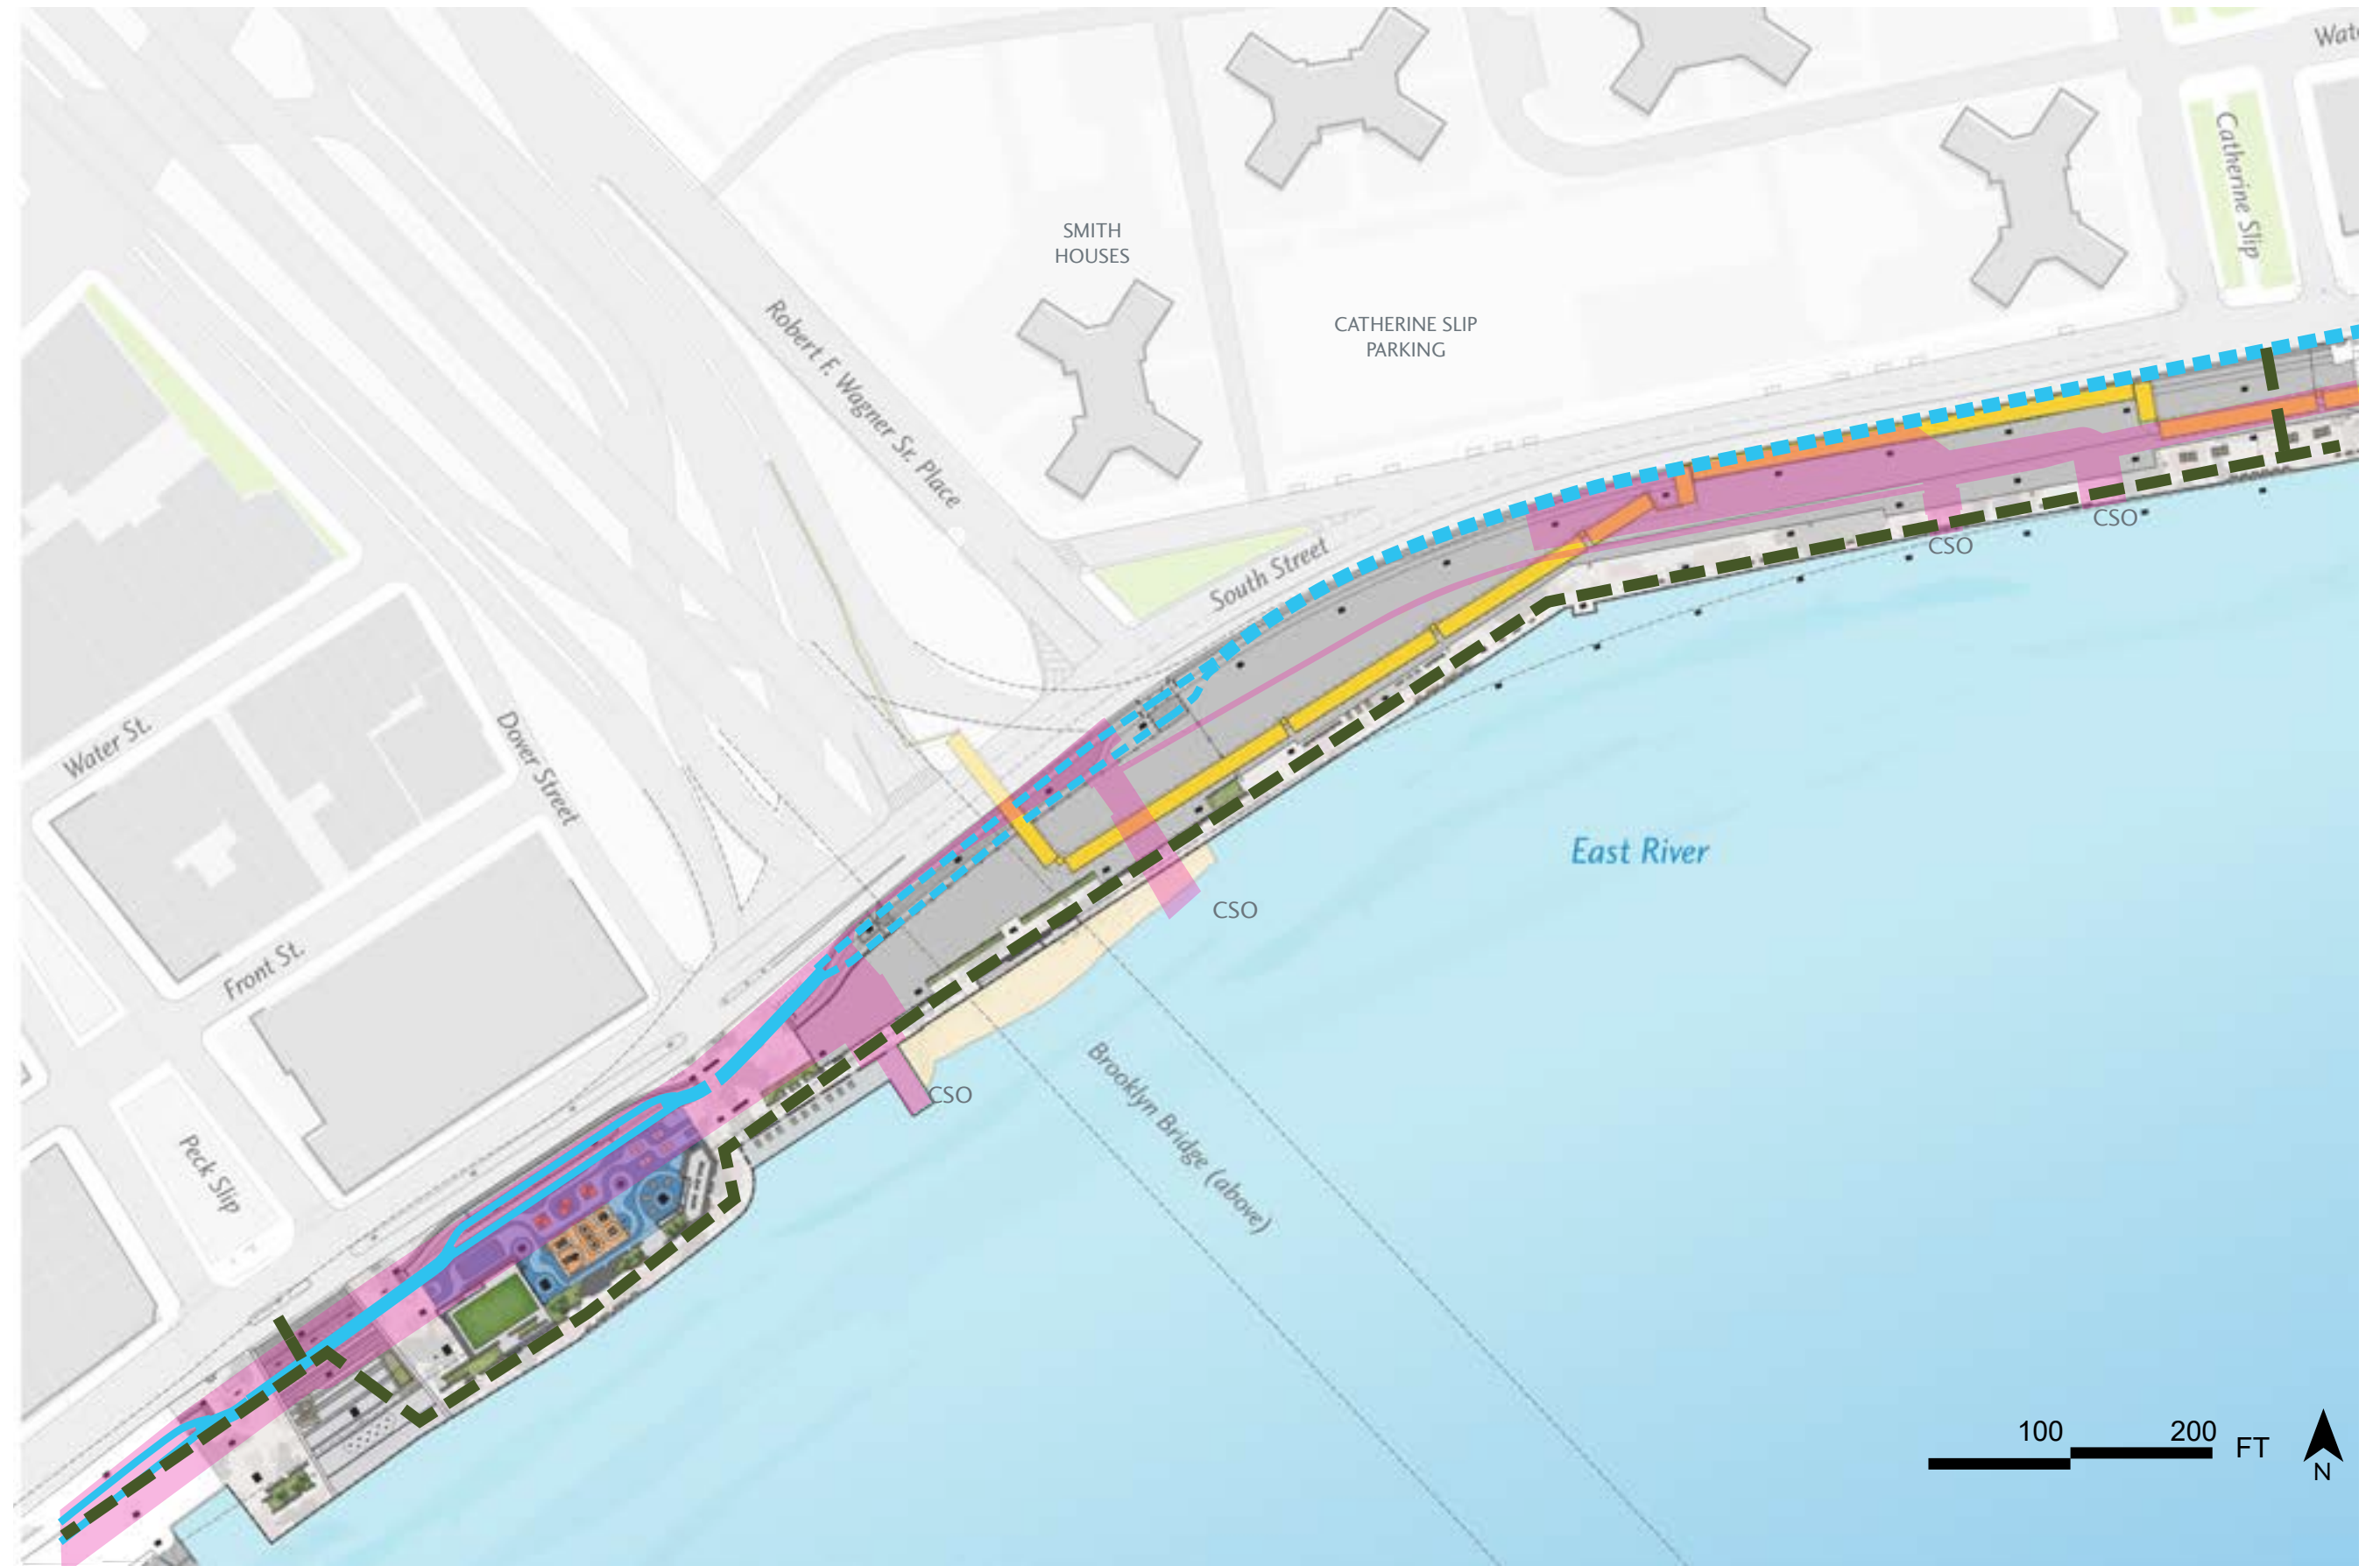 Wat
Catherine Slip
SMITH
HOUSES
CATHERINE SLIP
PARKING
Robert F. Wagner Sr. Place
South Street
CSO
CSO
Water St.
Dover Street
East River
CSO
Front St.
CSO
Brooklyn Bridge (above)
Peck Slip
100 200 FT
N